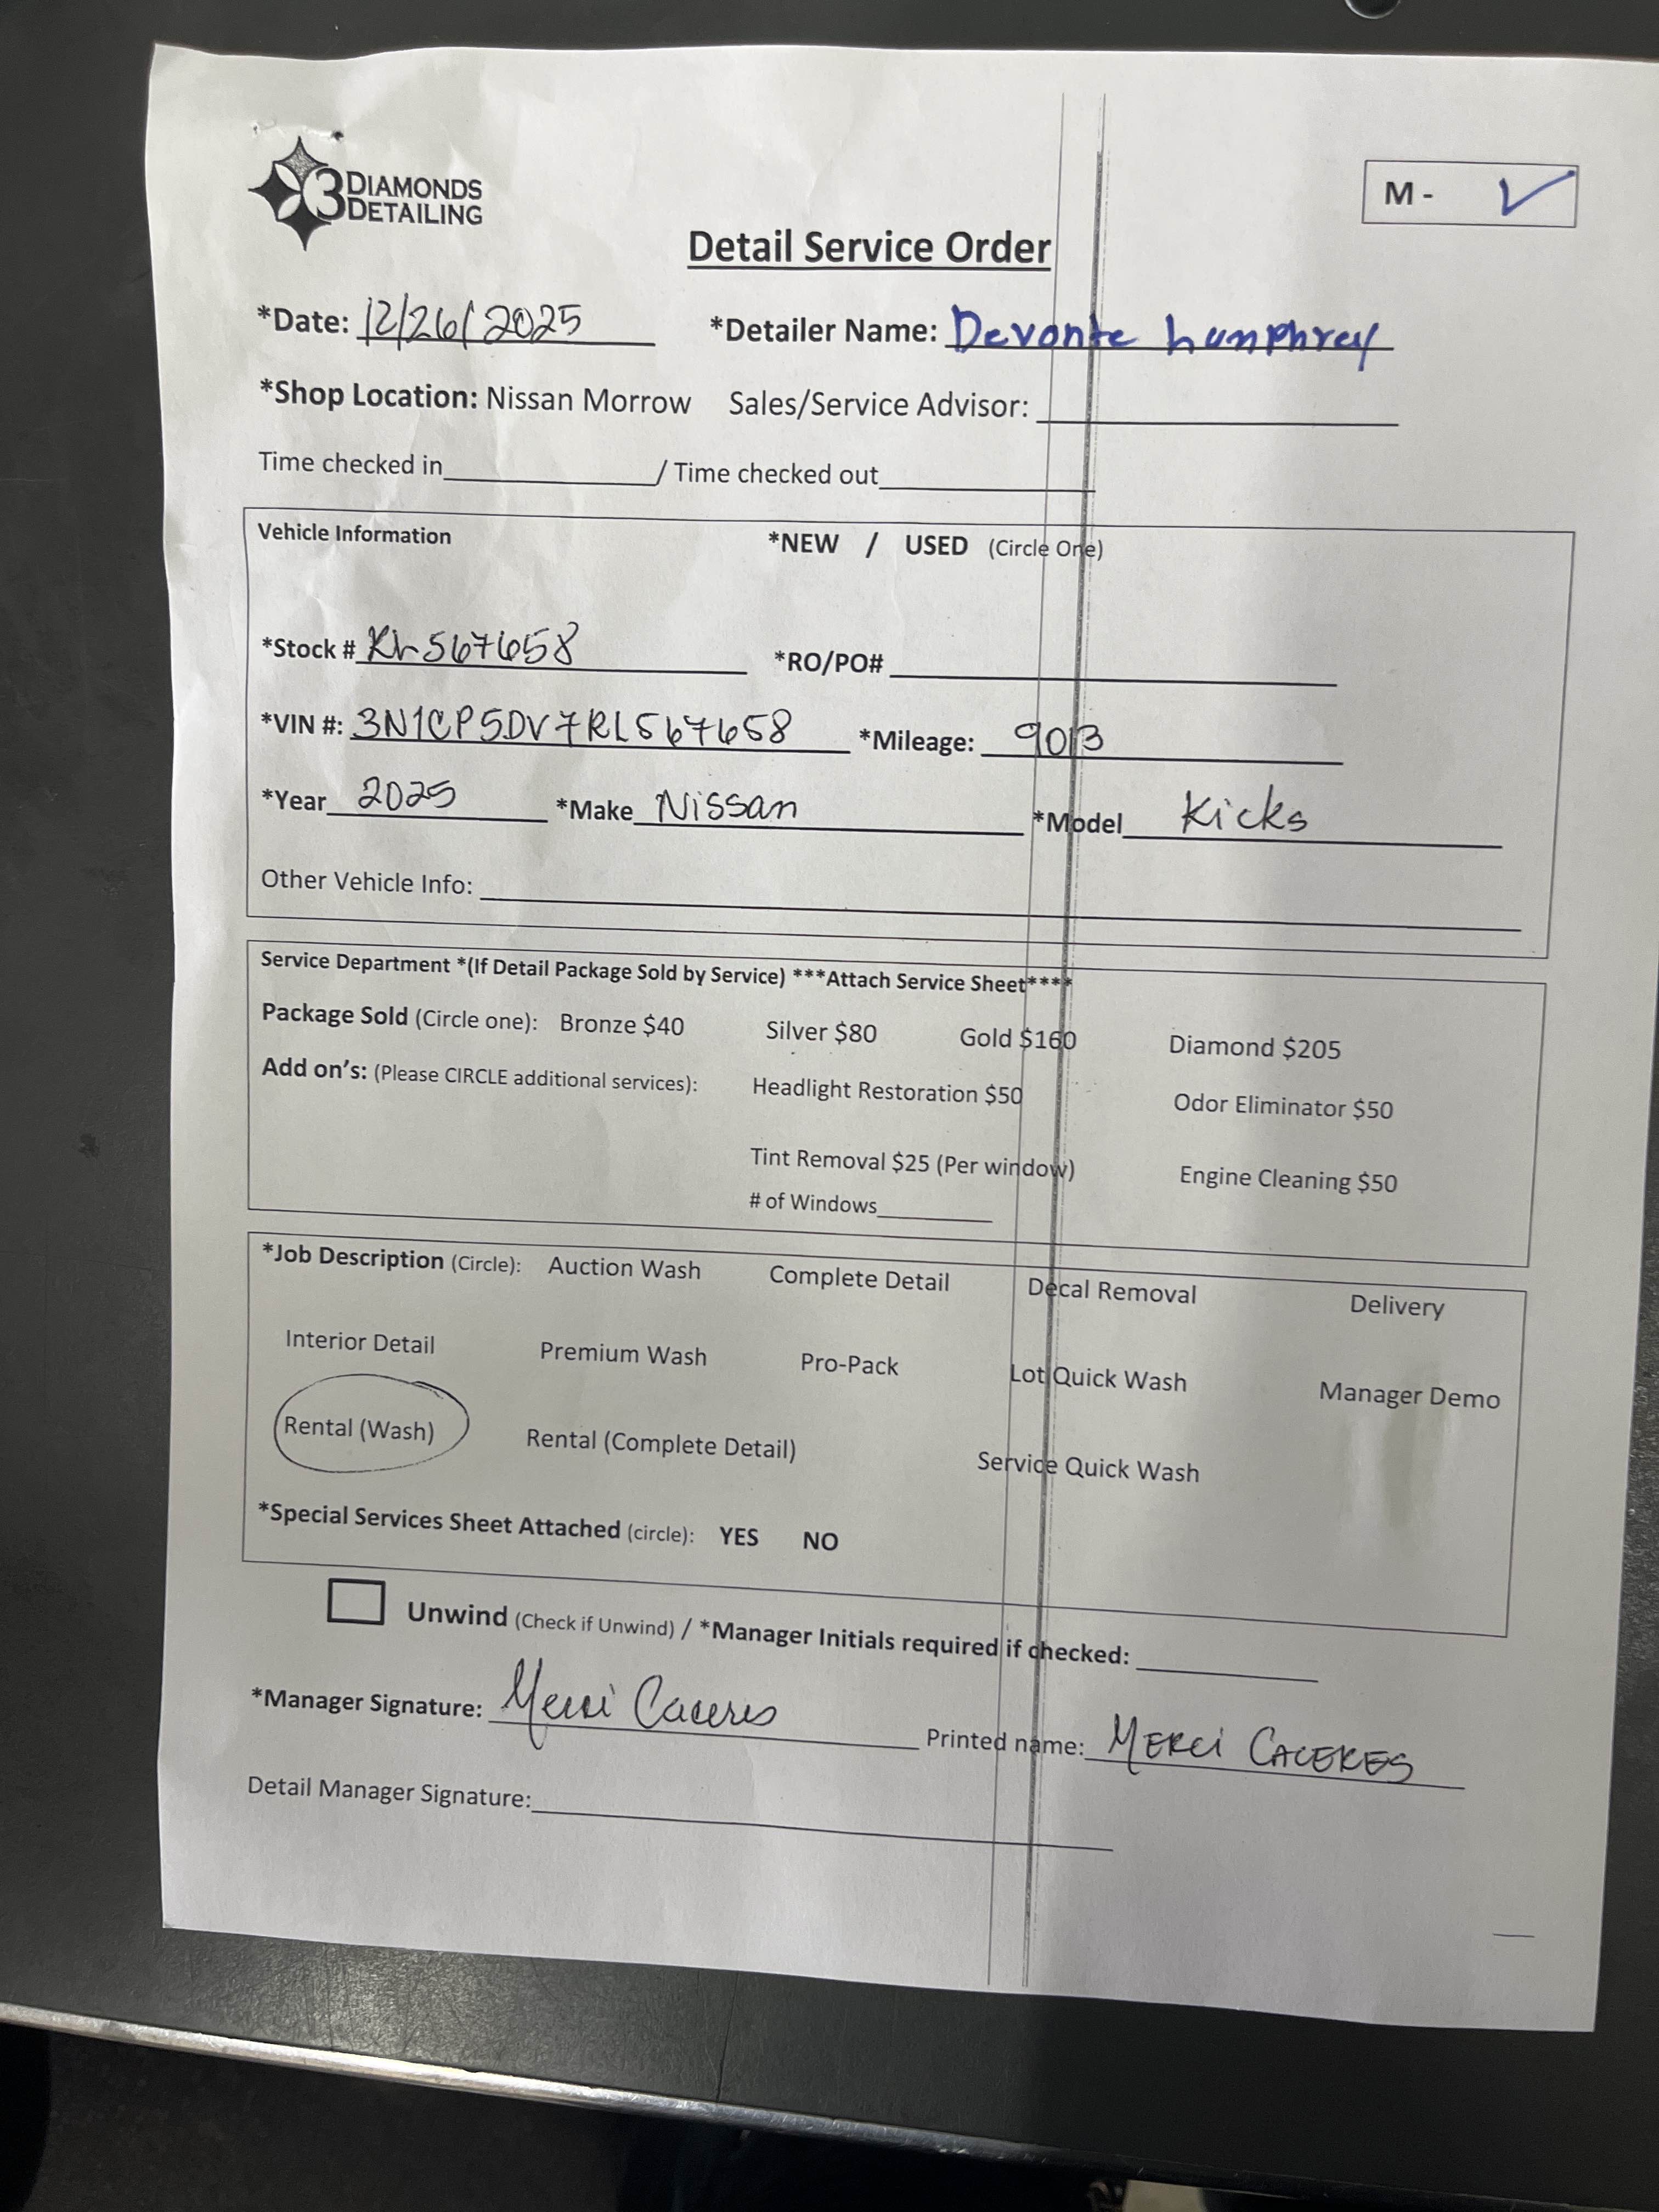 3 DIAMONDS DETAILING
M - ✓
Detail Service Order
*Date: 12/26/2025 *Detailer Name: Devonte humphrey
*Shop Location: Nissan Morrow Sales/Service Advisor:
Time checked in / Time checked out
Vehicle Information *NEW / USED (Circle One)
*Stock # KL567658 *RO/PO#
*VIN #: 3N1CP5DV7RL567658 *Mileage: 9013
*Year 2025 *Make Nissan *Model Kicks
Other Vehicle Info:
Service Department *(If Detail Package Sold by Service) ***Attach Service Sheet****
Package Sold (Circle one): Bronze $40 Silver $80 Gold $160 Diamond $205
Add on's: (Please CIRCLE additional services): Headlight Restoration $50 Odor Eliminator $50
Tint Removal $25 (Per window) Engine Cleaning $50
# of Windows
*Job Description (Circle): Auction Wash Complete Detail Decal Removal Delivery
Interior Detail Premium Wash Pro-Pack Lot Quick Wash Manager Demo
Rental (Wash) Rental (Complete Detail) Service Quick Wash
*Special Services Sheet Attached (circle): YES NO
Unwind (Check if Unwind) / *Manager Initials required if checked:
*Manager Signature: Merci Caceres Printed name: MERCi CACERES
Detail Manager Signature: